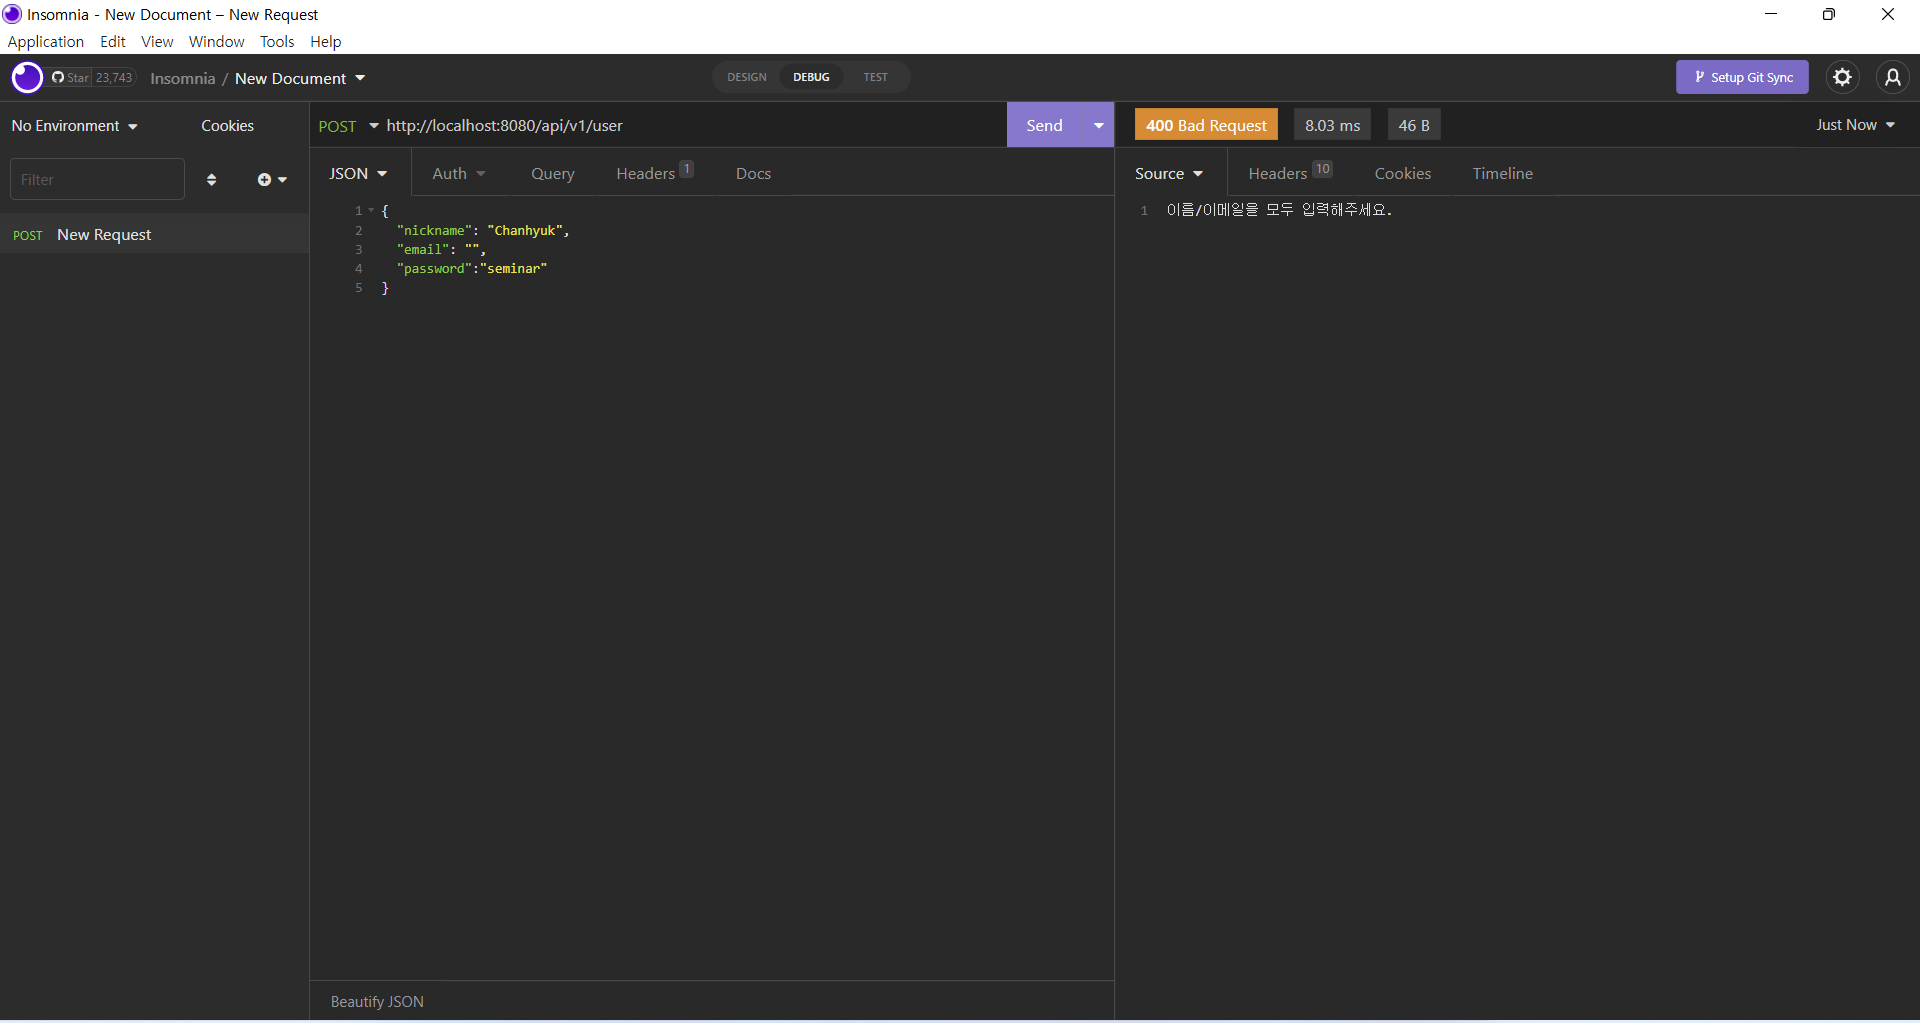 Insomnia - New Document – New Request
Application Edit View Window Tools Help
Star 23,743 Insomnia / New Document DESIGN DEBUG TEST Setup Git Sync
No Environment Cookies
Filter
POST New Request
POST http://localhost:8080/api/v1/user Send
JSON Auth Query Headers 1 Docs
1 {
2 "nickname": "Chanhyuk",
3 "email": "",
4 "password":"seminar"
5 }
Beautify JSON
400 Bad Request 8.03 ms 46 B Just Now
Source Headers 10 Cookies Timeline
1 이름/이메일을 모두 입력해주세요.